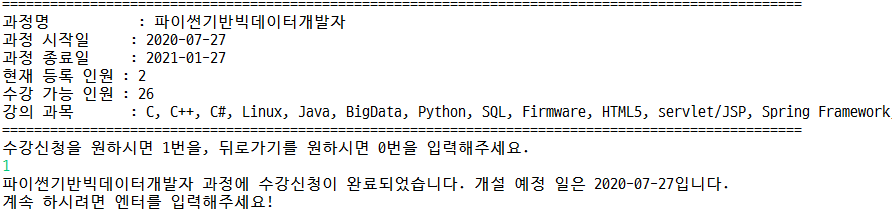 ====================================================================================================
과정명 : 파이썬기반빅데이터개발자
과정 시작일 : 2020-07-27
과정 종료일 : 2021-01-27
현재 등록 인원 : 2
수강 가능 인원 : 26
강의 과목 : C, C++, C#, Linux, Java, BigData, Python, SQL, Firmware, HTML5, servlet/JSP, Spring Framework
====================================================================================================
수강신청을 원하시면 1번을, 뒤로가기를 원하시면 0번을 입력해주세요.
1
파이썬기반빅데이터개발자 과정에 수강신청이 완료되었습니다. 개설 예정 일은 2020-07-27입니다.
계속 하시려면 엔터를 입력해주세요!